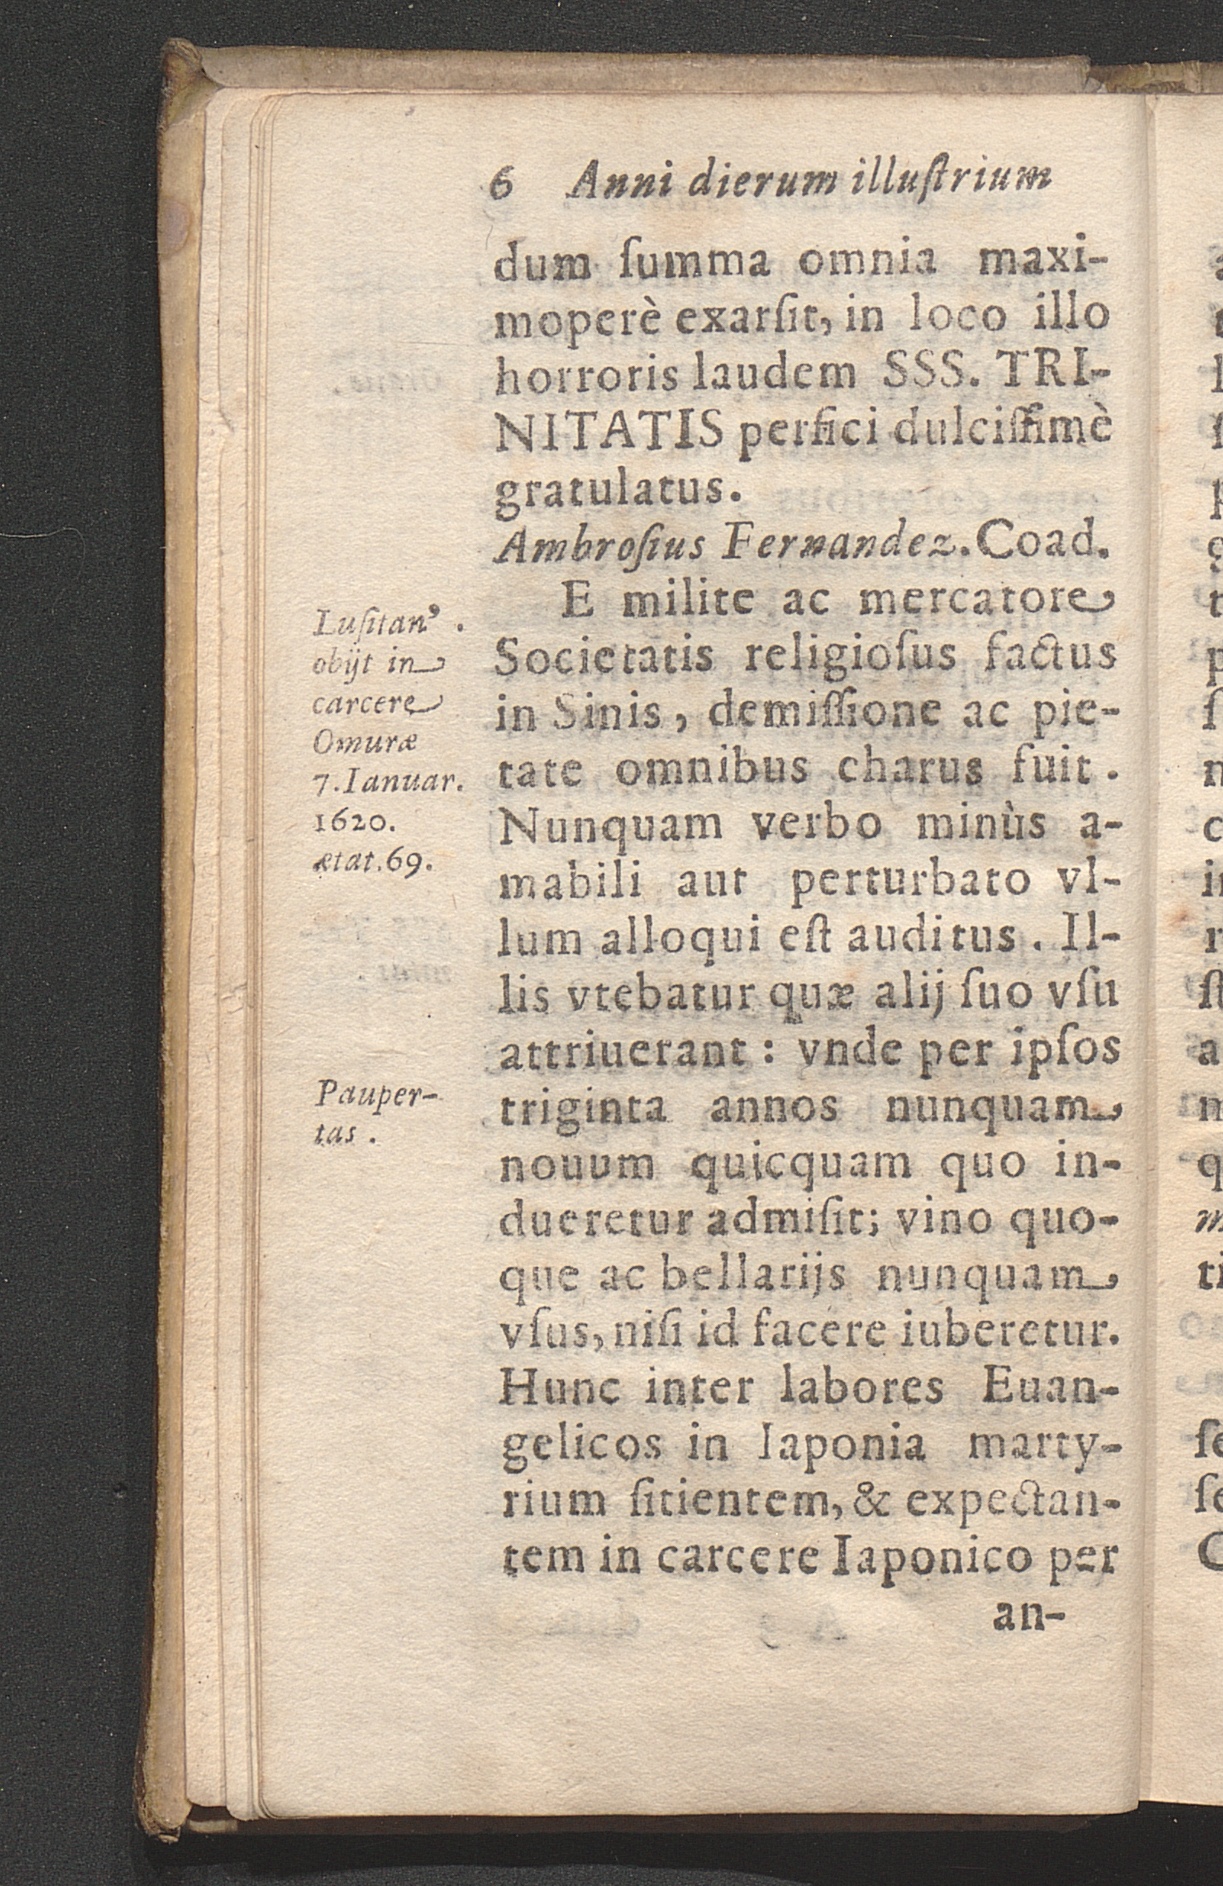 6 Anni dierum illuſtrium
dum ſumma omnia maxi-
moperè exarſit, in loco illo
horroris laudem SSS. TRI-
NITATIS perfici dulciſſimè
gratulatus.
Ambroſius Fernandez. Coad.
E milite ac mercatore
Societatis religioſus factus
in Sinis, demiſſione ac pie-
tate omnibus charus fuit.
Nunquam verbo minùs a-
mabili aut perturbato vl-
lum alloqui eſt auditus. Il-
lis vtebatur quæ alij ſuo vſu
attriuerant: vnde per ipſos
triginta annos nunquam
nouum quicquam quo in-
dueretur admiſit; vino quo-
que ac bellarijs nunquam
vſus, niſi id facere iuberetur.
Hunc inter labores Euan-
gelicos in Iaponia marty-
rium ſitientem, & expectan-
tem in carcere Iaponico per
an-
Luſitanꝰ.
obijt in
carcere
Omuræ
7. Ianuar.
1620.
ætat. 69.
Pauper-
tas.